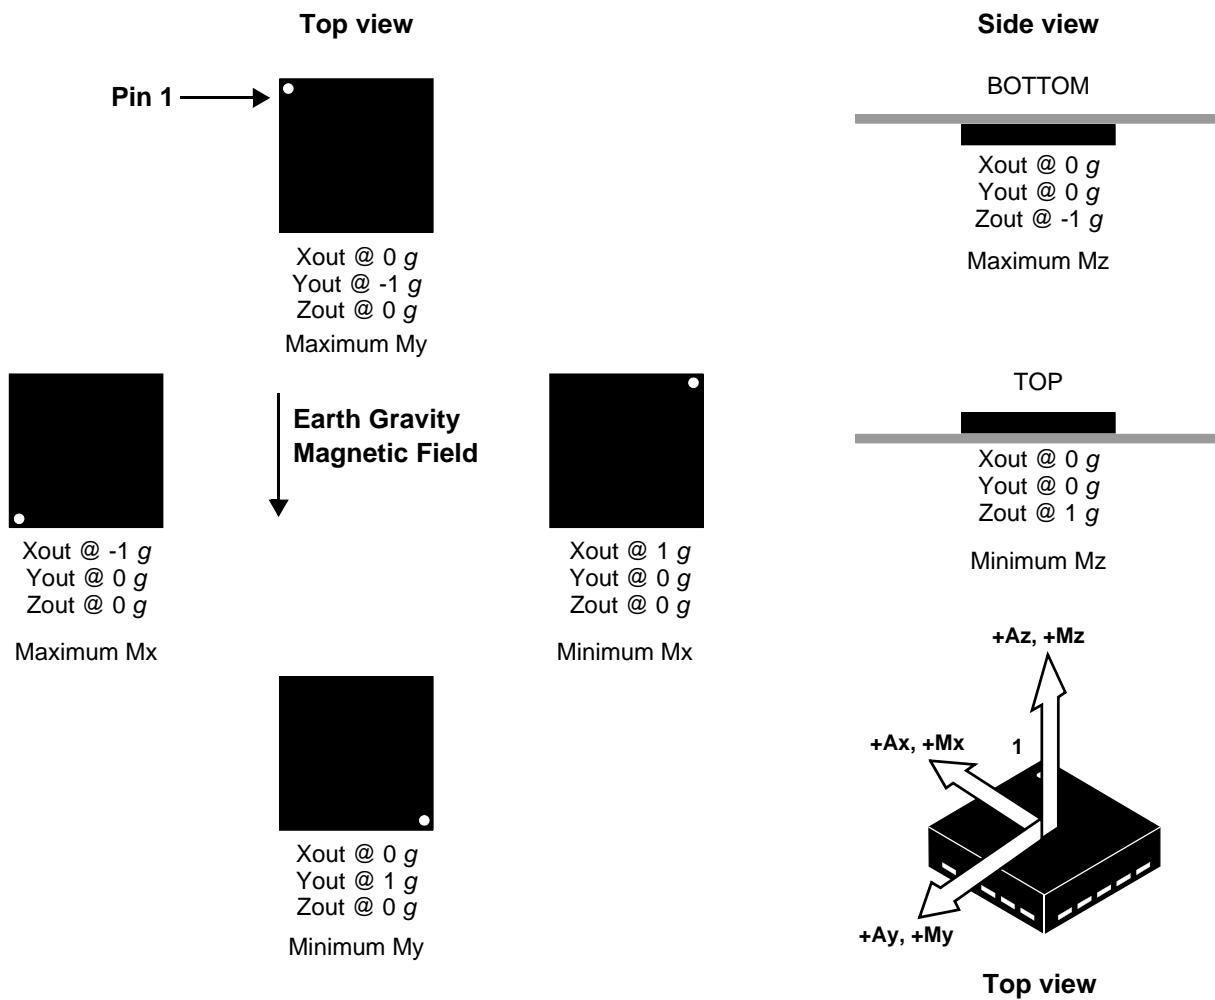 Top view
Pin 1
Xout @ 0 g
Yout @ -1 g
Zout @ 0 g
Maximum My
Earth Gravity
Magnetic Field
Xout @ -1 g
Yout @ 0 g
Zout @ 0 g
Maximum Mx
Xout @ 1 g
Yout @ 0 g
Zout @ 0 g
Minimum Mx
Xout @ 0 g
Yout @ 1 g
Zout @ 0 g
Minimum My
Side view
BOTTOM
Xout @ 0 g
Yout @ 0 g
Zout @ -1 g
Maximum Mz
TOP
Xout @ 0 g
Yout @ 0 g
Zout @ 1 g
Minimum Mz
+Az, +Mz
+Ax, +Mx
1
+Ay, +My
Top view